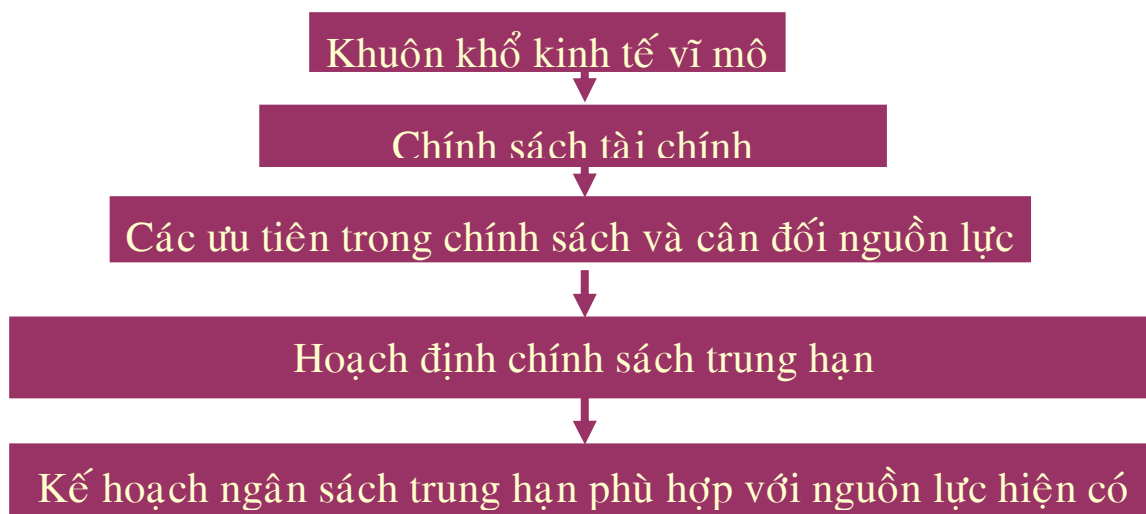 Khuôn khổ kinh tế vĩ mô
Chính sách tài chính
Các ưu tiên trong chính sách và cân đối nguồn lực
Hoạch định chính sách trung hạn
Kế hoạch ngân sách trung hạn phù hợp với nguồn lực hiện có